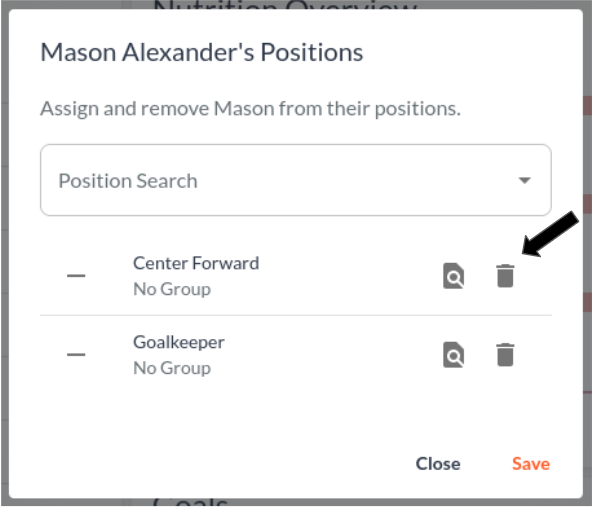 Nutrition Overview
Mason Alexander's Positions
Assign and remove Mason from their positions.
Position Search
Center Forward
No Group
Goalkeeper
No Group
Close Save
Goals